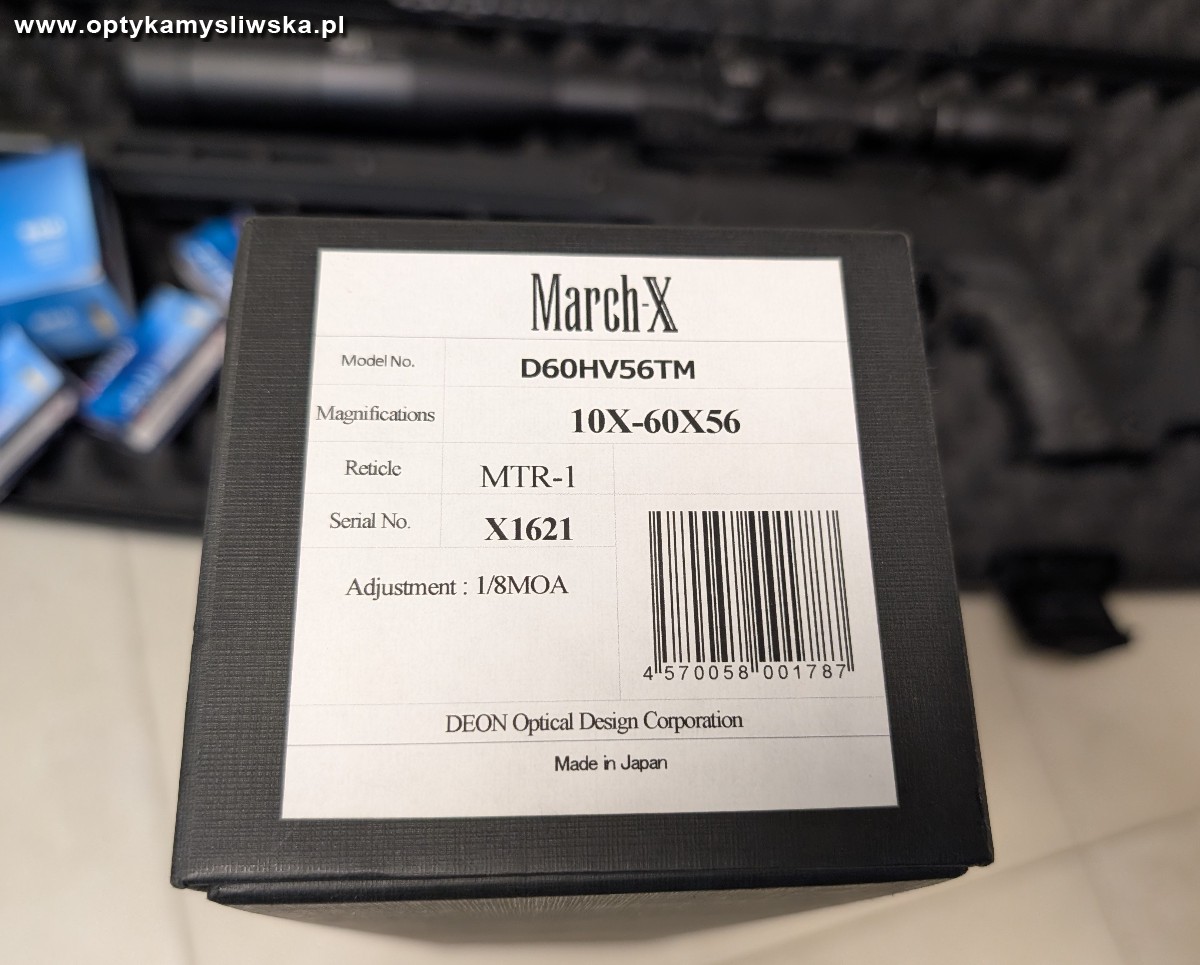 www.optykamysliwska.pl
March-X
Model No. D60HV56TM
Magnifications 10X-60X56
Reticle MTR-1
Serial No. X1621
Adjustment : 1/8MOA
4 570058 001787
DEON Optical Design Corporation
Made in Japan